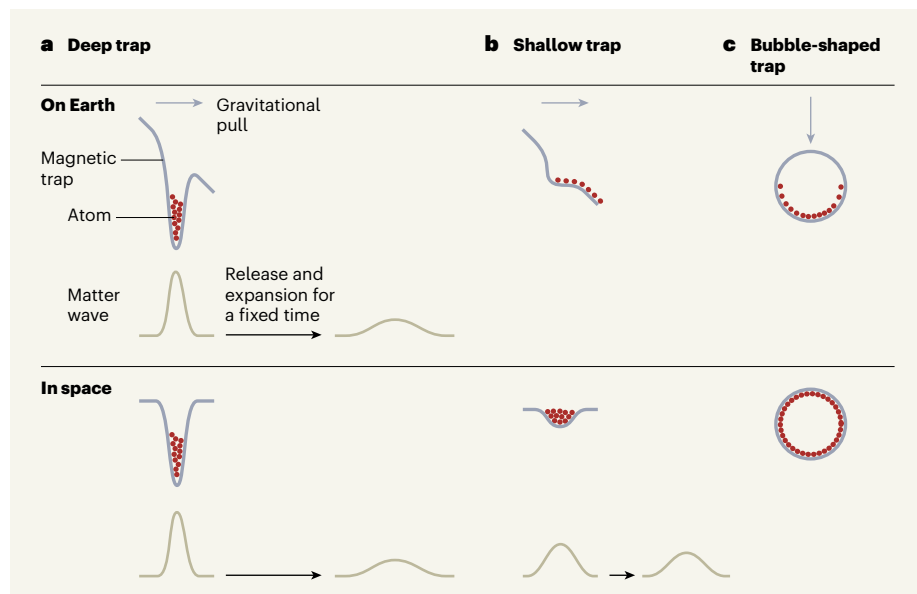 a Deep trap
b Shallow trap
c Bubble-shaped
trap
On Earth
Gravitational
pull
Magnetic
trap
Atom
Matter
wave
Release and
expansion for
a fixed time
In space